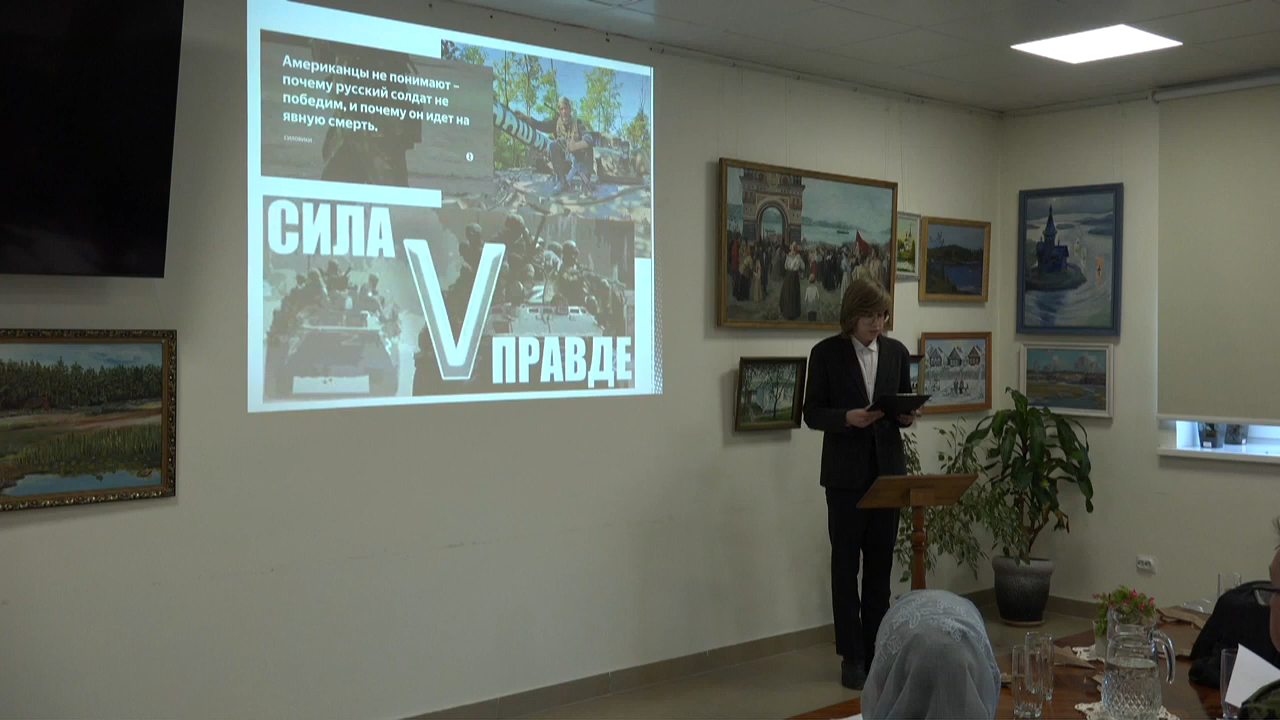 Американцы не понимают –
почему русский солдат не
победим, и почему он идет на
явную смерть.
СИЛА
V
ПРАВДЕ